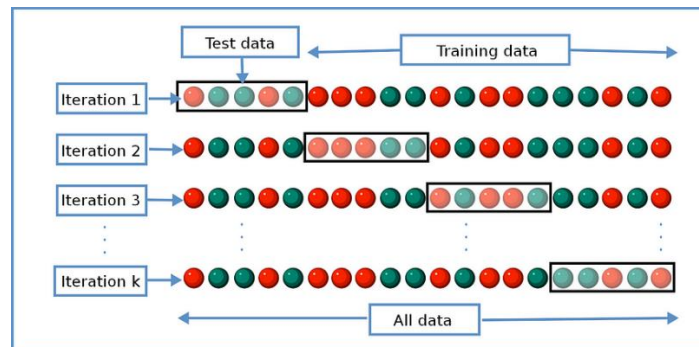 Test data
Training data
Iteration 1
Iteration 2
Iteration 3
Iteration k
All data